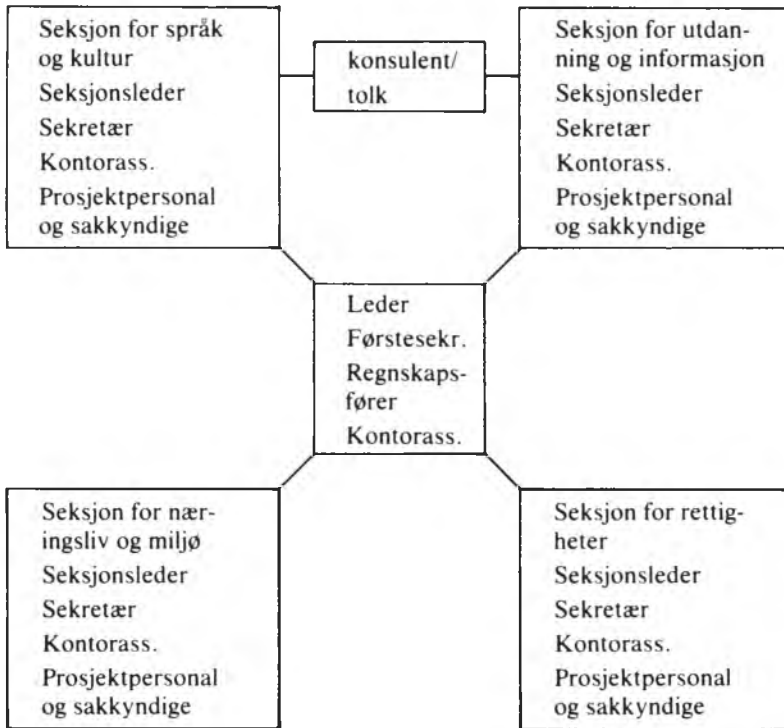 Seksjon for språk
og kultur
Seksjonsleder
Sekretær
Kontorass.
Prosjektpersonal
og sakkyndige
konsulent/
tolk
Seksjon for utdan-
ning og informasjon
Seksjonsleder
Sekretær
Kontorass.
Prosjektpersonal
og sakkyndige
Leder
Førstesekr.
Regnskaps-
fører
Kontorass.
Seksjon for nær-
ingsliv og miljø
Seksjonsleder
Sekretær
Kontorass.
Prosjektpersonal
og sakkyndige
Seksjon for rettig-
heter
Seksjonsleder
Sekretær
Kontorass.
Prosjektpersonal
og sakkyndige